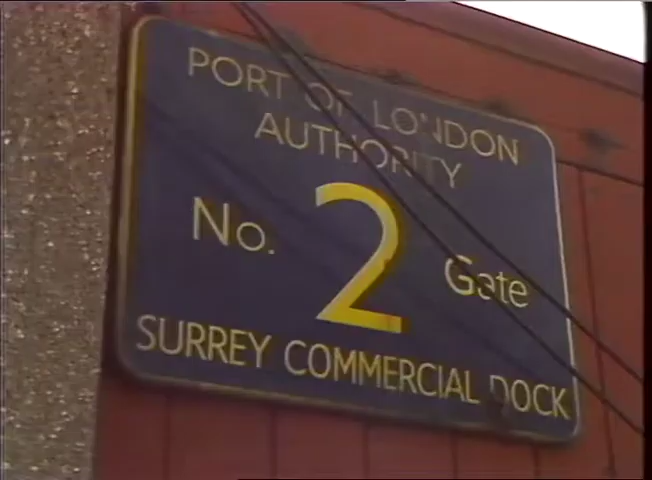 PORT OF LONDON
AUTHORITY
No. 2 Gate
SURREY COMMERCIAL DOCK